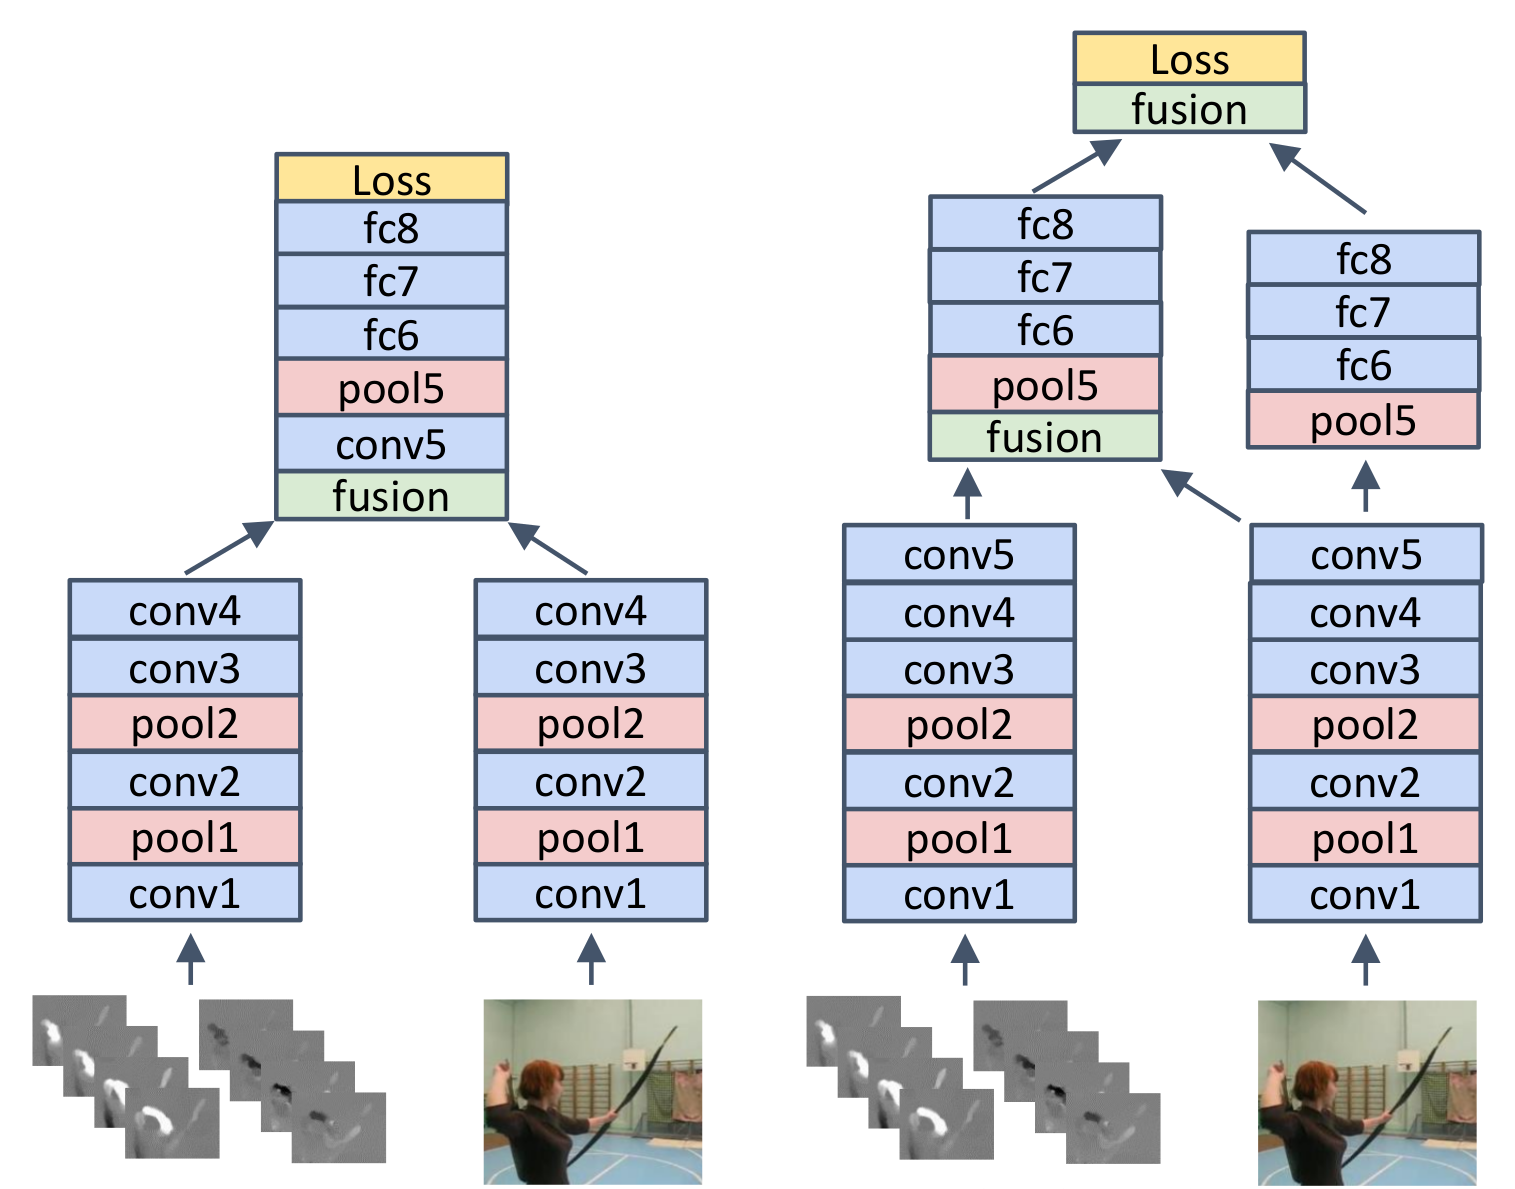 Loss
fc8
fc7
fc6
pool5
conv5
fusion
conv4
conv3
pool2
conv2
pool1
conv1
conv4
conv3
pool2
conv2
pool1
conv1
Loss
fusion
fc8
fc7
fc6
pool5
fusion
fc8
fc7
fc6
pool5
conv5
conv4
conv3
pool2
conv2
pool1
conv1
conv5
conv4
conv3
pool2
conv2
pool1
conv1